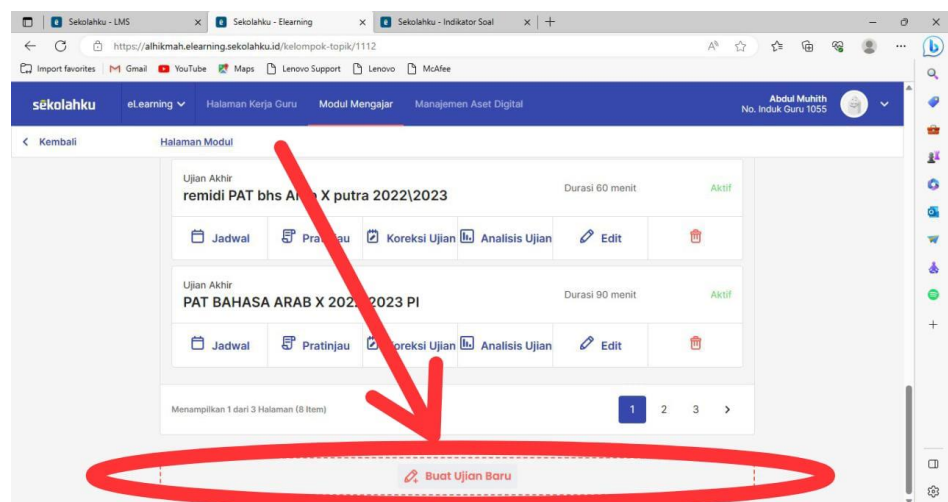 Sekolahku - LMS
Sekolahku - Elearning
Sekolahku - Indikator Soal
https://alhikmah.elearning.sekolahku.id/kelompok-topik/1112
Import favorites
Gmail
YouTube
Maps
Lenovo Support
Lenovo
McAfee
sekolahku
eLearning
Halaman Kerja Guru
Modul Mengajar
Manajemen Aset Digital
Abdul Muhith
No. Induk Guru 1055
Kembali
Halaman Modul
Ujian Akhir
remidi PAT bhs X putra 2022\2023
Durasi 60 menit
Aktif
Jadwal
Koreksi Ujian
Analisis Ujian
Edit
Ujian Akhir
PAT BAHASA ARAB X 2023 PI
Durasi 90 menit
Aktif
Jadwal
Pratinjau
Ujian
Analisis Ujian
Edit
Menampilkan 1 dari 3 Halaman (8 Item)
1 2 3
Buat Ujian Baru